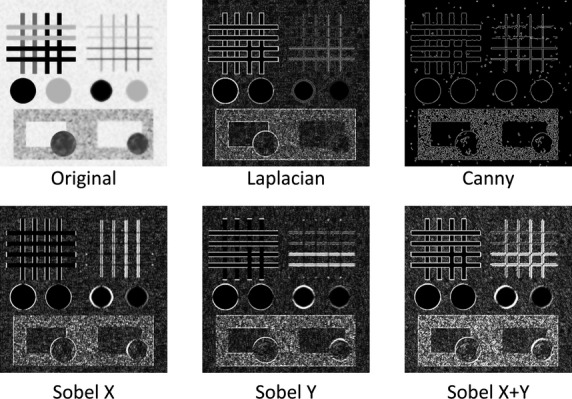 Original
Laplacian
Canny
Sobel X
Sobel Y
Sobel X+Y